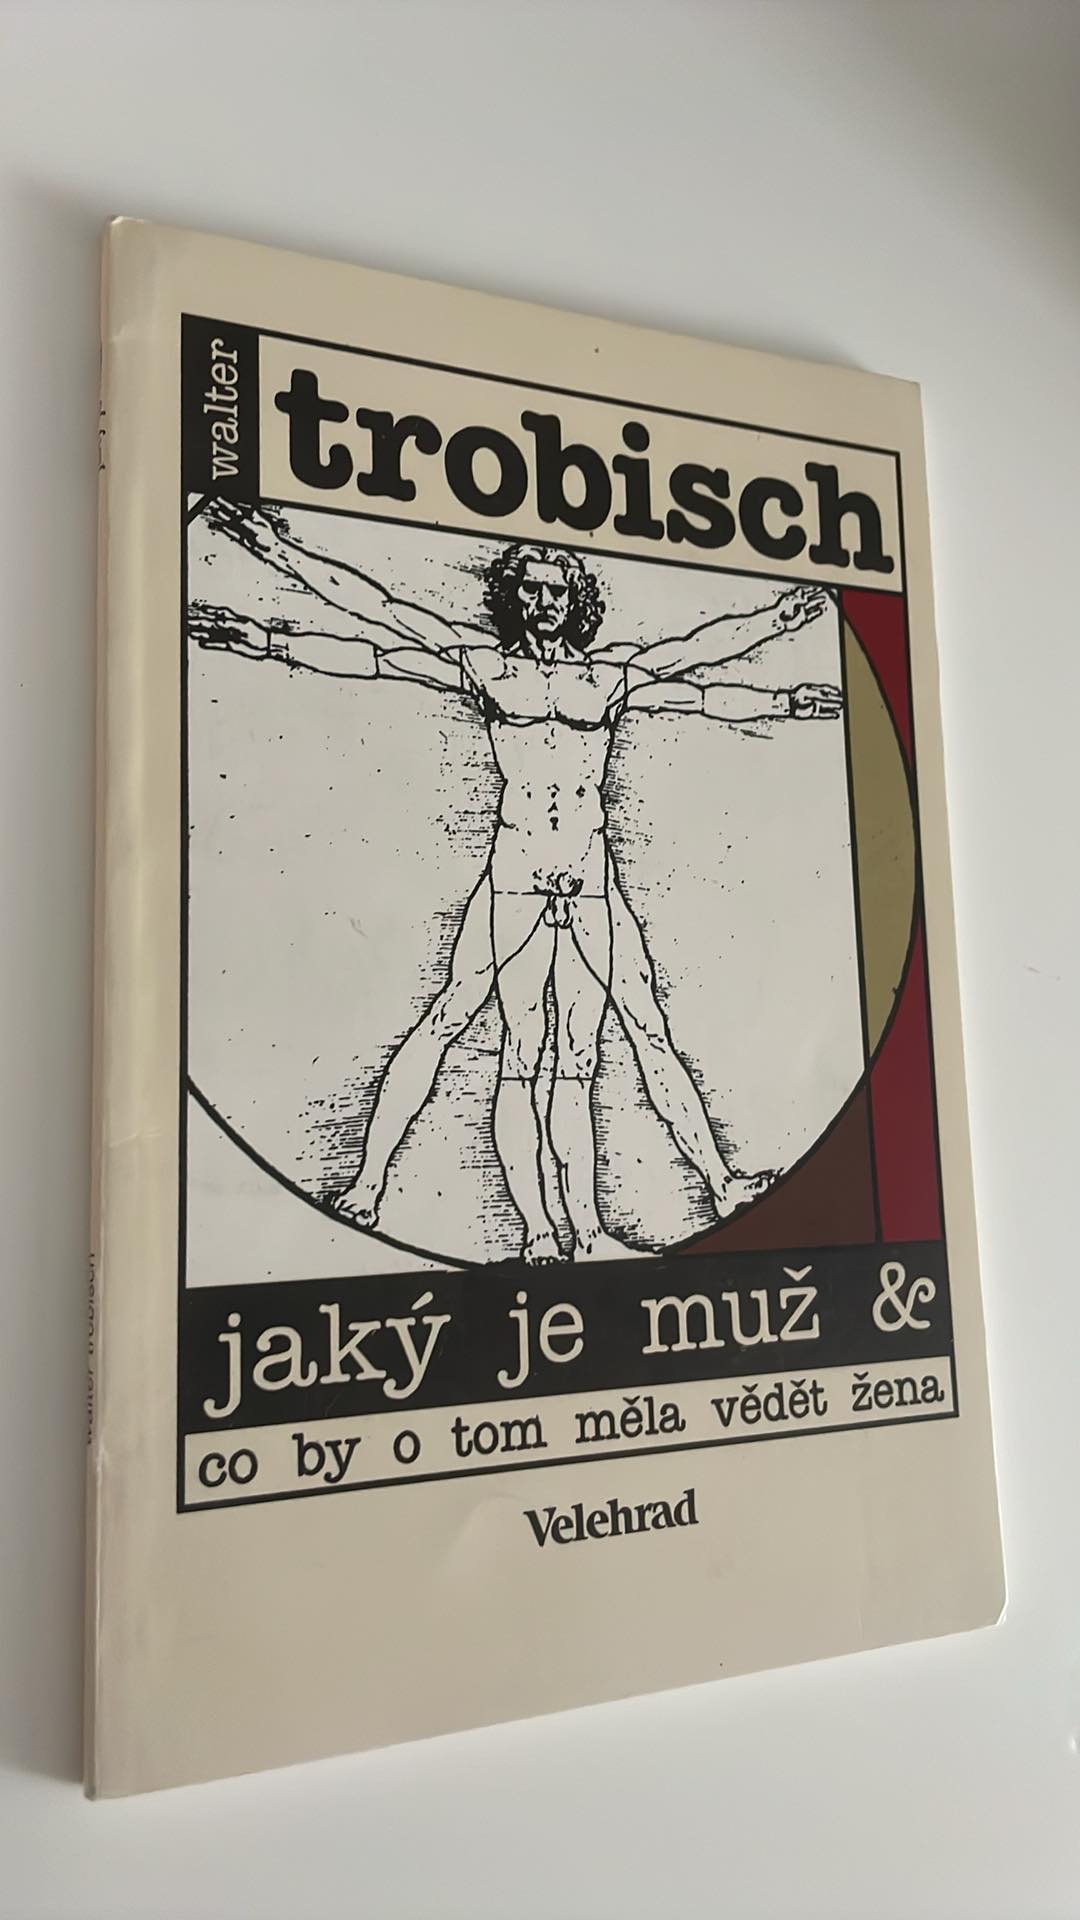 walter
trobisch
jaký je muž &
co by o tom měla vědět žena
Velehrad
walter trobisch